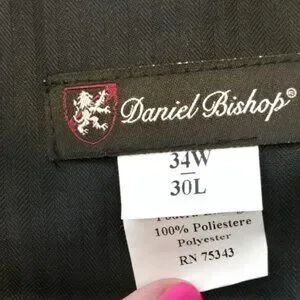 Daniel Bishop®
34W
30L
100% Poliestere
Polyester
RN 75343